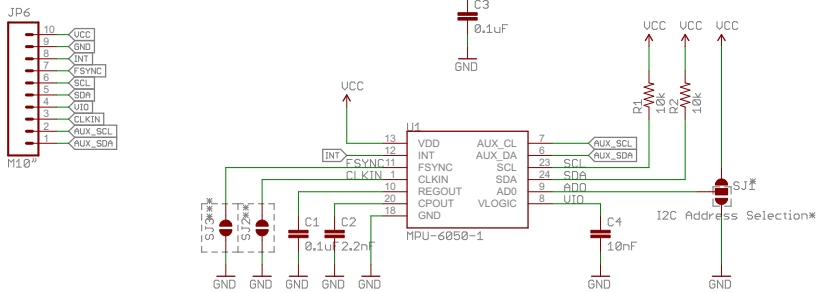 JP6
10 VCC
9 GND
8 INT
7 FSYNC
6 SCL
5 SDA
4 VIO
3 CLKIN
2 AUX_SCL
1 AUX_SDA
M10"
C3
0.1uF
GND
VCC
VCC VCC VCC
R1 10k R2 10k
U1
13 VDD AUX_CL 7 AUX_SCL
INT 12 INT AUX_DA 6 AUX_SDA
FSYNC 11 FSYNC SCL 23 SCL
CLKIN 1 CLKIN SDA 24 SDA
10 REGOUT AD0 9 AD0
20 CPOUT VLOGIC 8 VIO
18 GND
MPU-6050-1
SJ1
I2C Address Selection*
SJ3*** SJ2**
C1 C2 C4
0.1uF 2.2nF 10nF
GND GND GND GND GND GND GND